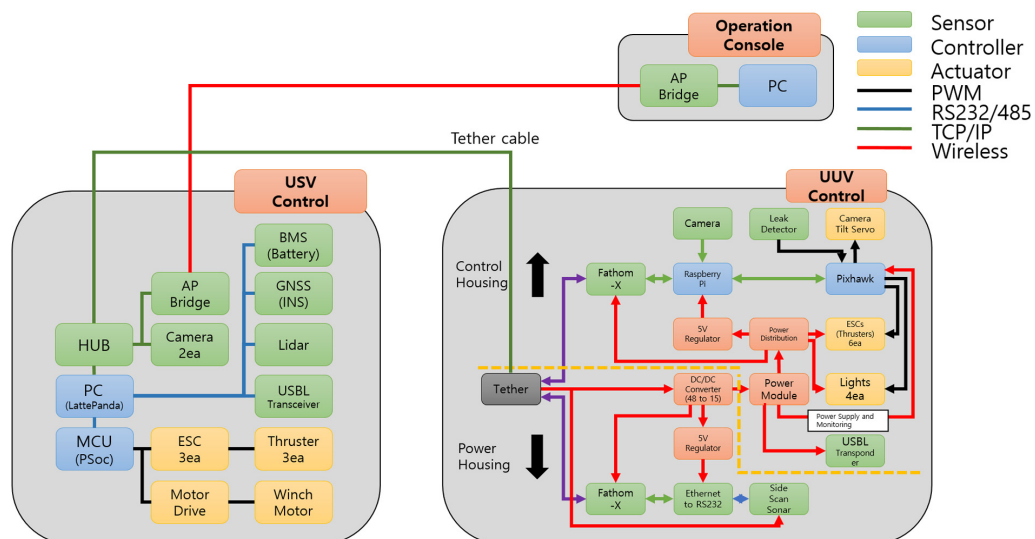 Operation
Console
AP
Bridge
PC
Sensor
Controller
Actuator
PWM
RS232/485
TCP/IP
Wireless
Tether cable
USV
Control
BMS
(Battery)
GNSS
(INS)
AP
Bridge
HUB
Camera
2ea
Lidar
PC
(LattePanda)
USBL
Transceiver
MCU
(PSoc)
ESC
3ea
Thruster
3ea
Motor
Drive
Winch
Motor
UUV
Control
Camera
Leak
Detector
Camera
Tilt Servo
Control
Housing
Fathom
-X
Raspberry
PI
Pixhawk
5V
Regulator
Power
Distribution
ESCs
(Thrusters)
6ea
Tether
DC/DC
Converter
(48 to 15)
Power
Module
Lights
4ea
Power Supply and
Monitoring
Power
Housing
5V
Regulator
USBL
Transpond
er
Fathom
-X
Ethernet
to RS232
Side
Scan
Sonar